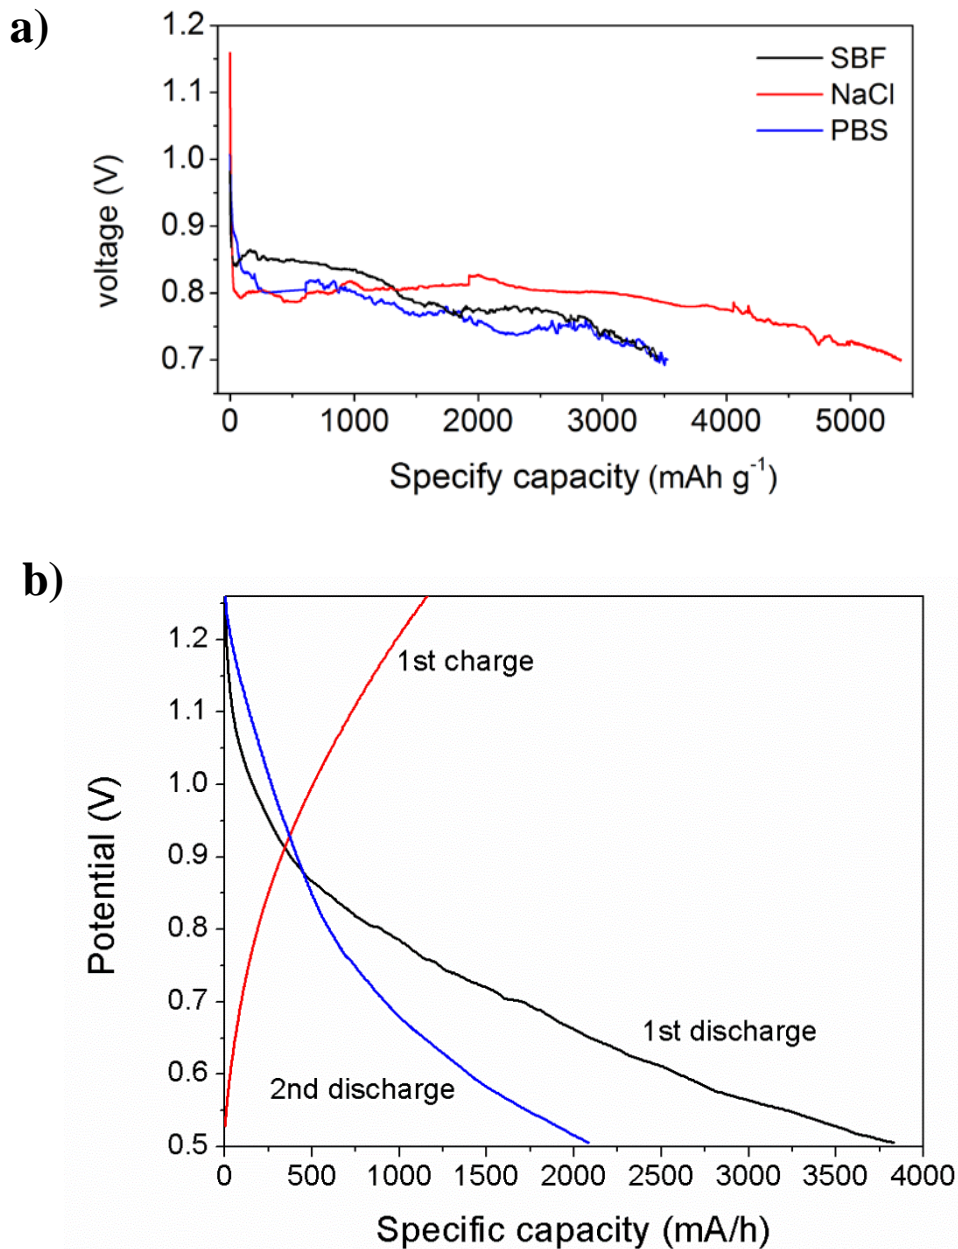 a)
1.2
1.1
1.0
0.9
0.8
0.7
voltage (V)
SBF
NaCl
PBS
0 1000 2000 3000 4000 5000
Specify capacity (mAh g⁻¹)
b)
1.2
1.1
1.0
0.9
0.8
0.7
0.6
0.5
Potential (V)
1st charge
1st discharge
2nd discharge
0 500 1000 1500 2000 2500 3000 3500 4000
Specific capacity (mA/h)